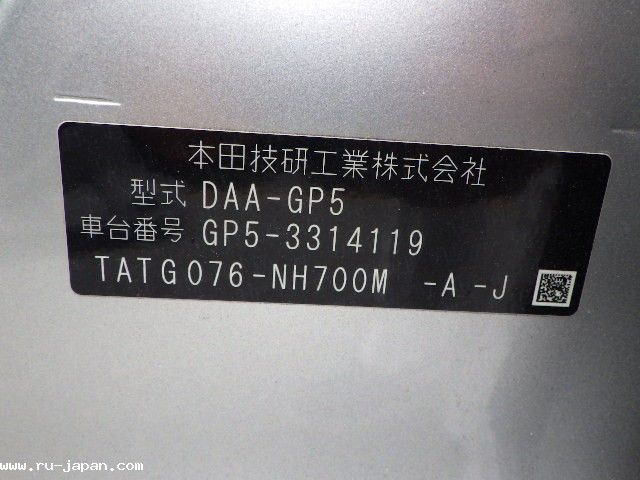 本田技研工業株式会社
型式 DAA-GP5
車台番号 GP5-3314119
TATG076-NH700M -A -J
www.ru-japan.com